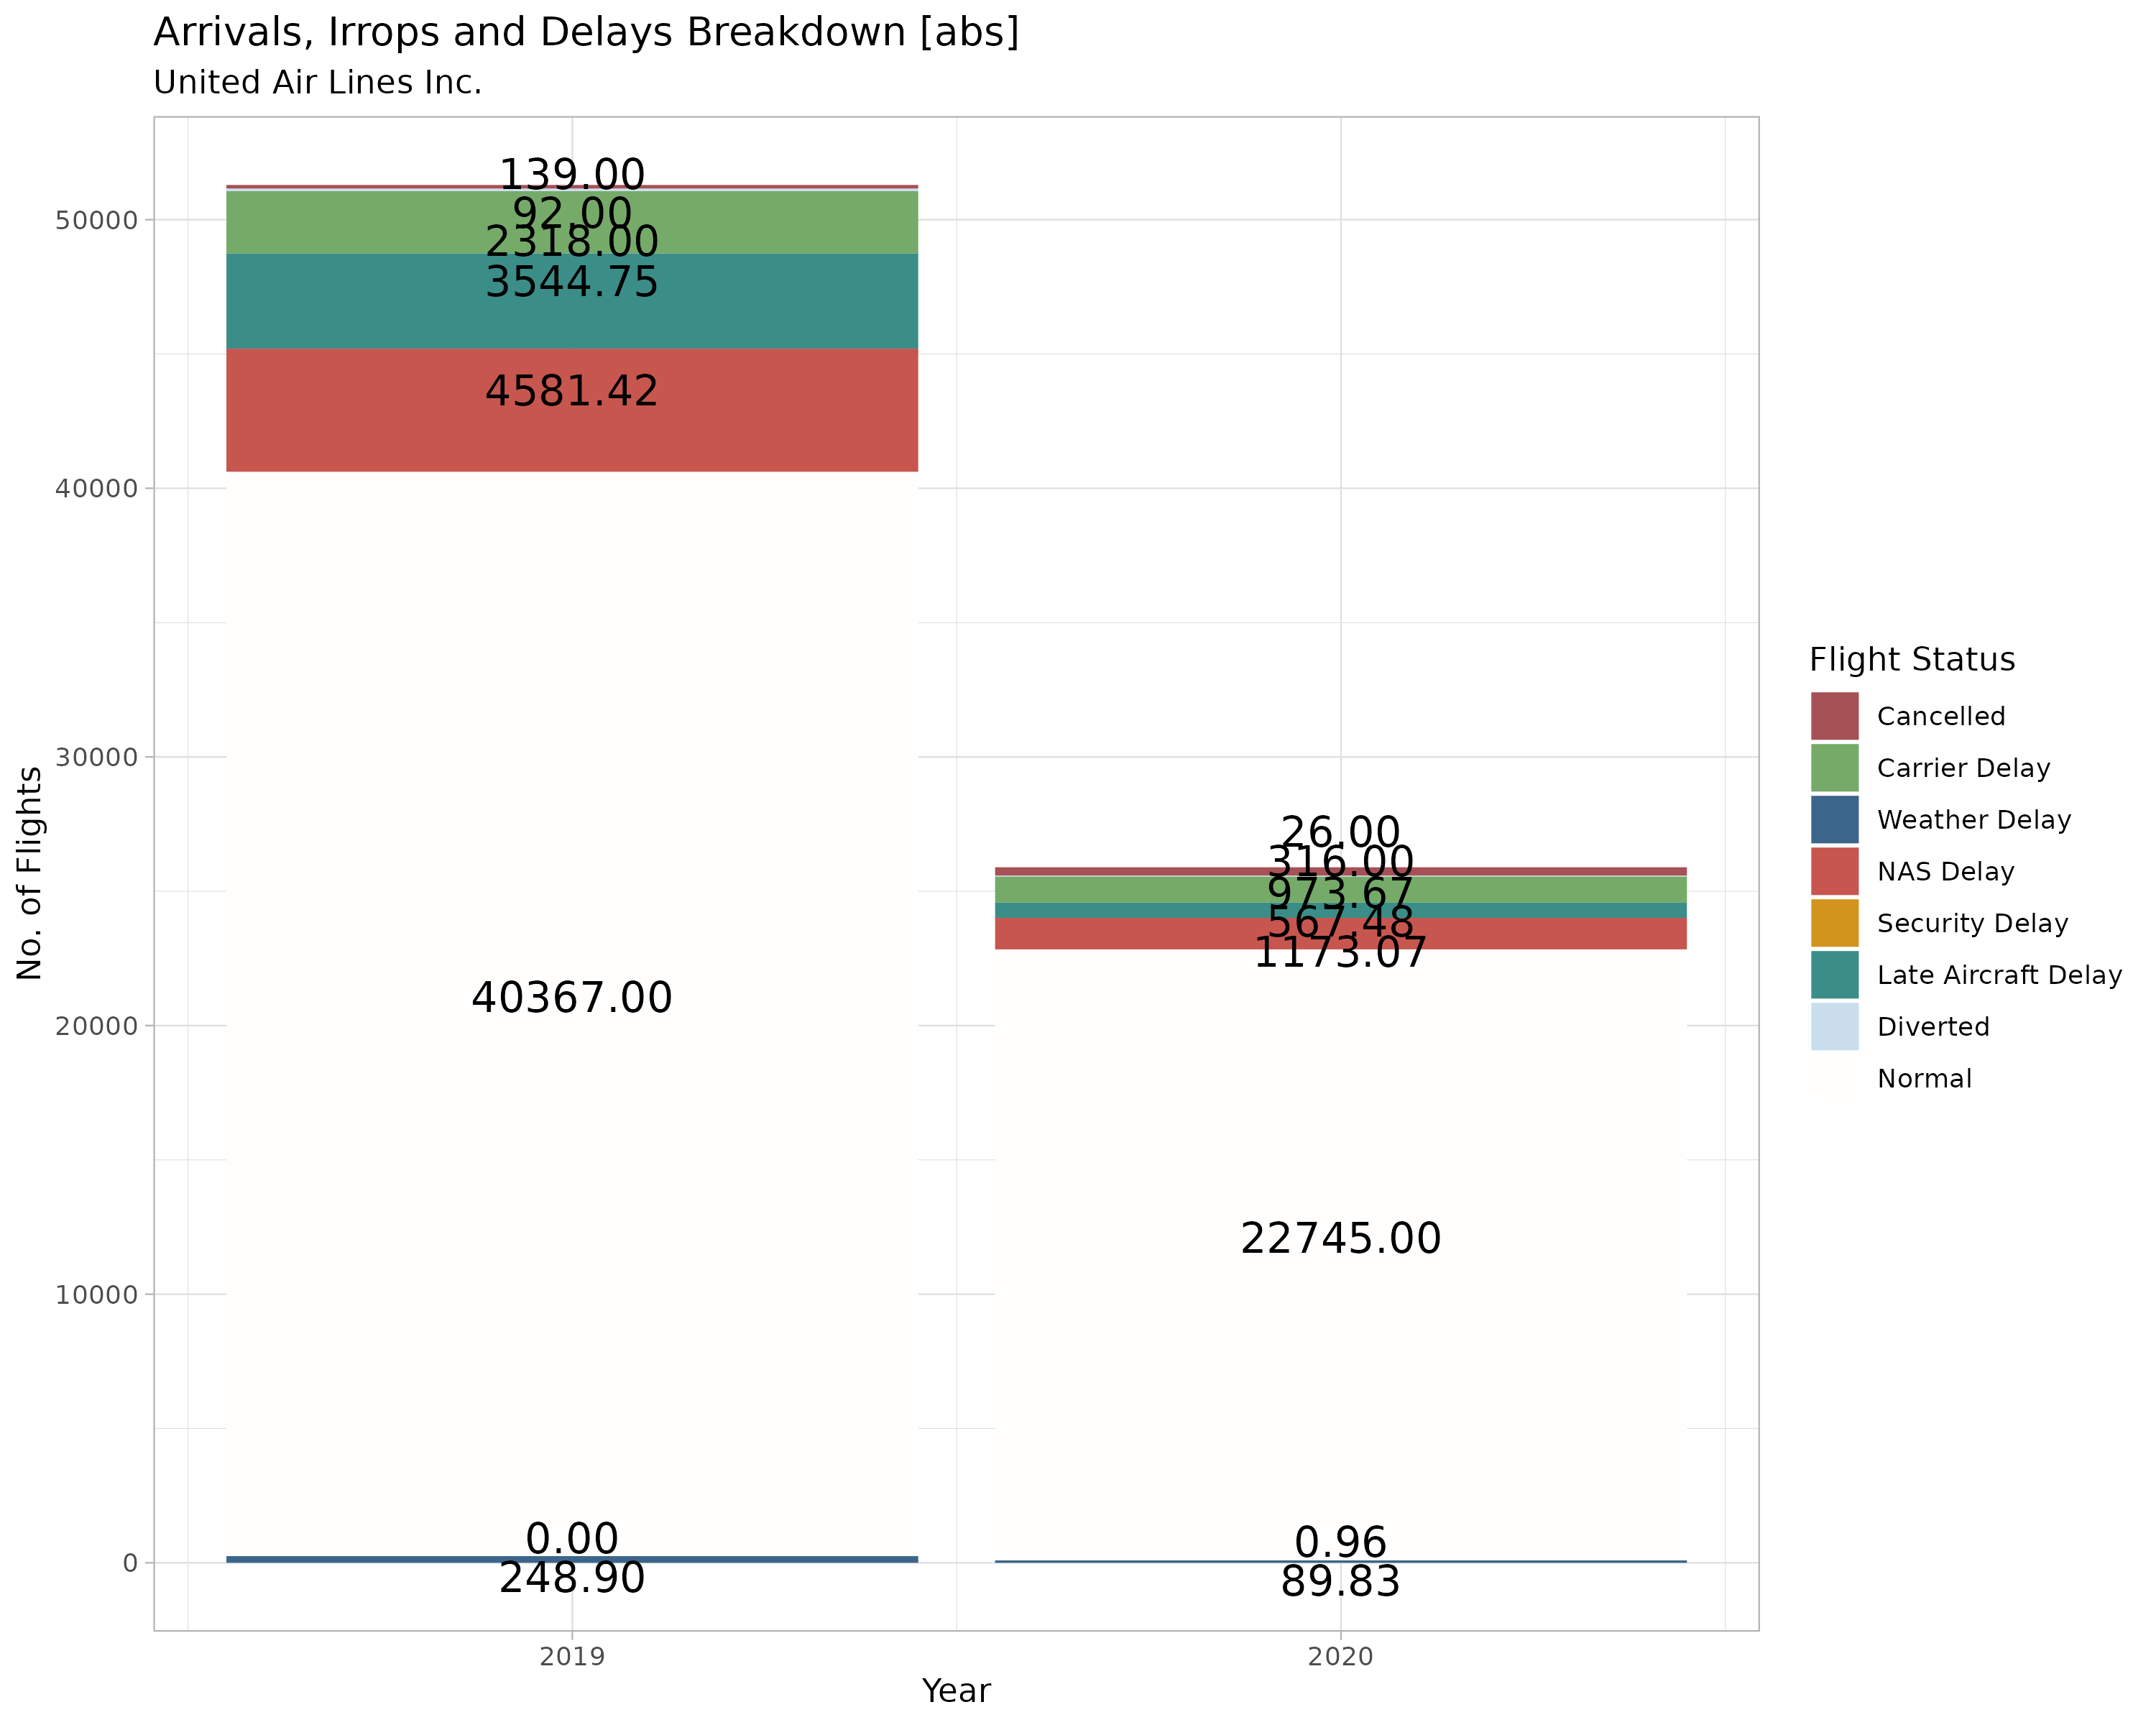 Arrivals, Irrops and Delays Breakdown [abs]
United Air Lines Inc.
No. of Flights
50000
40000
30000
20000
10000
0
139.00
92.00
2318.00
3544.75
4581.42
40367.00
0.00
248.90
26.00
316.00
973.67
567.48
1173.07
22745.00
0.96
89.83
2019
2020
Year
Flight Status
Cancelled
Carrier Delay
Weather Delay
NAS Delay
Security Delay
Late Aircraft Delay
Diverted
Normal